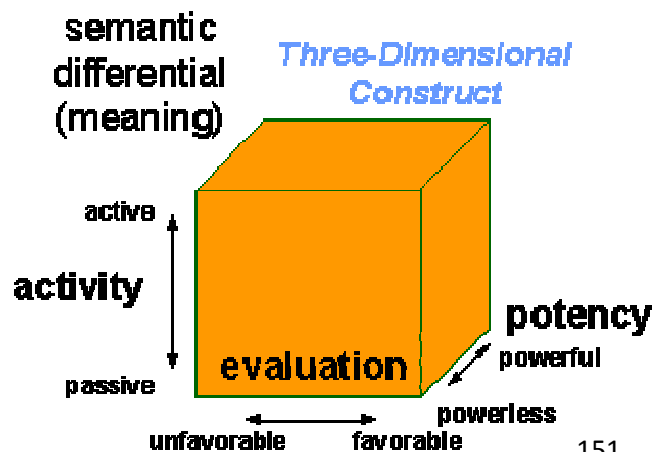 semantic
differential
(meaning)
Three-Dimensional
Construct
active
activity
passive
evaluation
potency
powerful
powerless
unfavorable
favorable
151